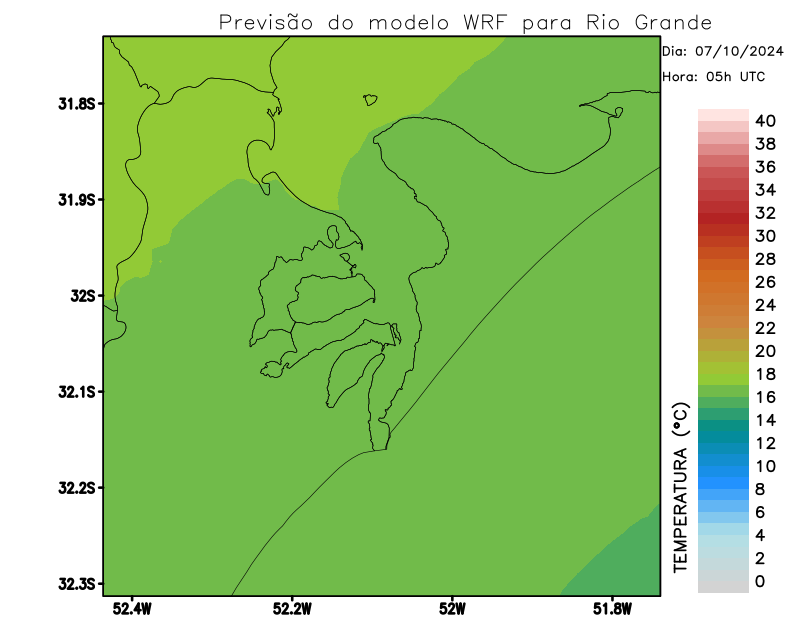 Previsão do modelo WRF para Rio Grande
Dia: 07/10/2024
Hora: 05h UTC
31.8S
31.9S
32S
32.1S
32.2S
32.3S
52.4W
52.2W
52W
51.8W
TEMPERATURA (°C)
40
38
36
34
32
30
28
26
24
22
20
18
16
14
12
10
8
6
4
2
0